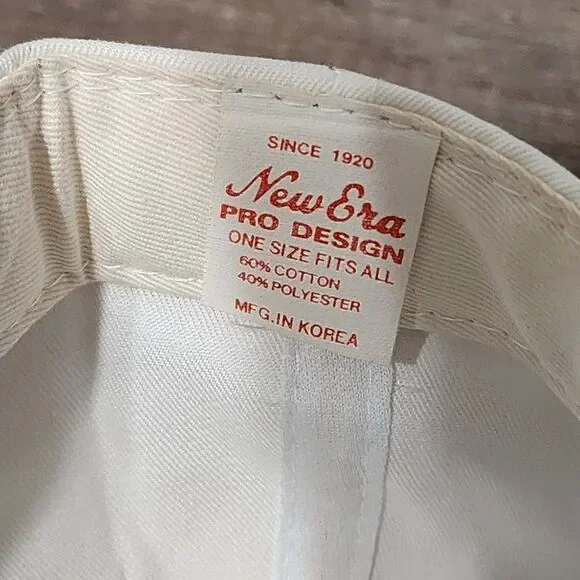 SINCE 1920
New Era
PRO DESIGN
ONE SIZE FITS ALL
60% COTTON
40% POLYESTER
MFG.IN KOREA